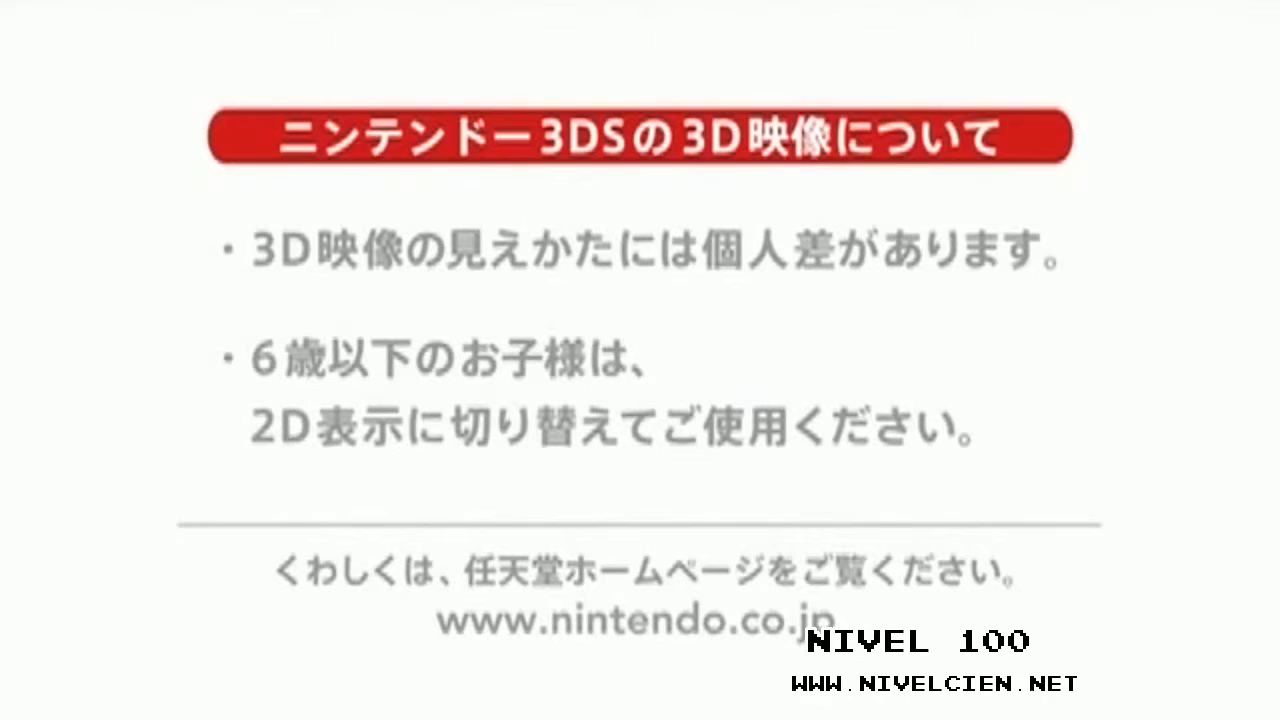 ニンテンドー3DSの3D映像について
・3D映像の見えかたには個人差があります。
・6歳以下のお子様は、
2D表示に切り替えてご使用ください。
くわしくは、任天堂ホームページをご覧ください。
www.nintendo.co.jp
NIVEL 100
WWW.NIVELCIEN.NET